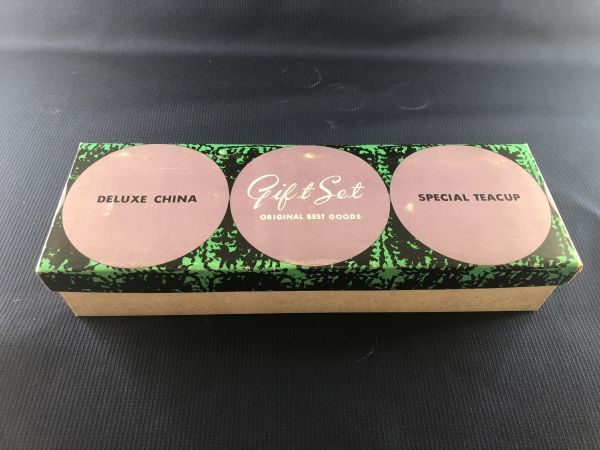 DELUXE CHINA
Gift Set
ORIGINAL BEST GOODS
SPECIAL TEACUP